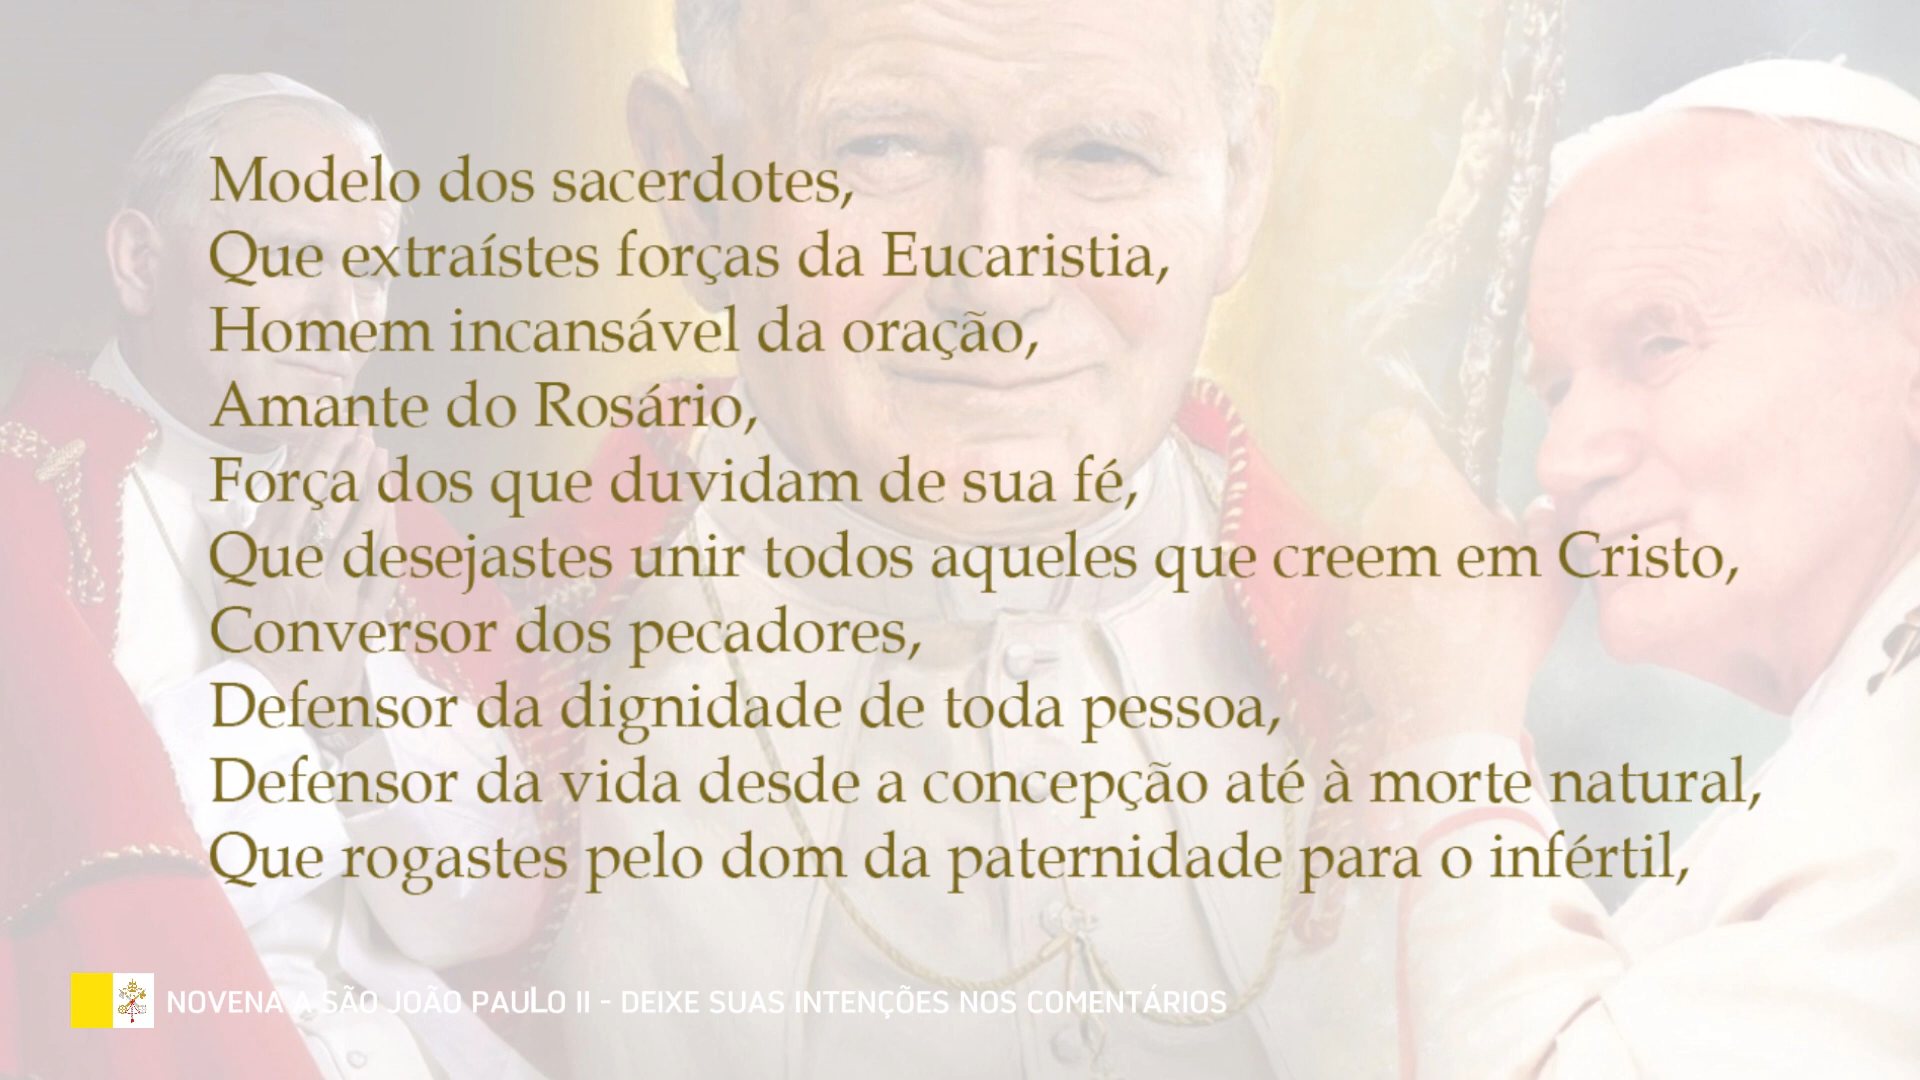 Modelo dos sacerdotes,
Que extraístes forças da Eucaristia,
Homem incansável da oração,
Amante do Rosário,
Força dos que duvidam de sua fé,
Que desejastes unir todos aqueles que creem em Cristo,
Conversor dos pecadores,
Defensor da dignidade de toda pessoa,
Defensor da vida desde a concepção até à morte natural,
Que rogastes pelo dom da paternidade para o infértil,
NOVENA A SÃO JOÃO PAULO II - DEIXE SUAS INTENÇÕES NOS COMENTÁRIOS